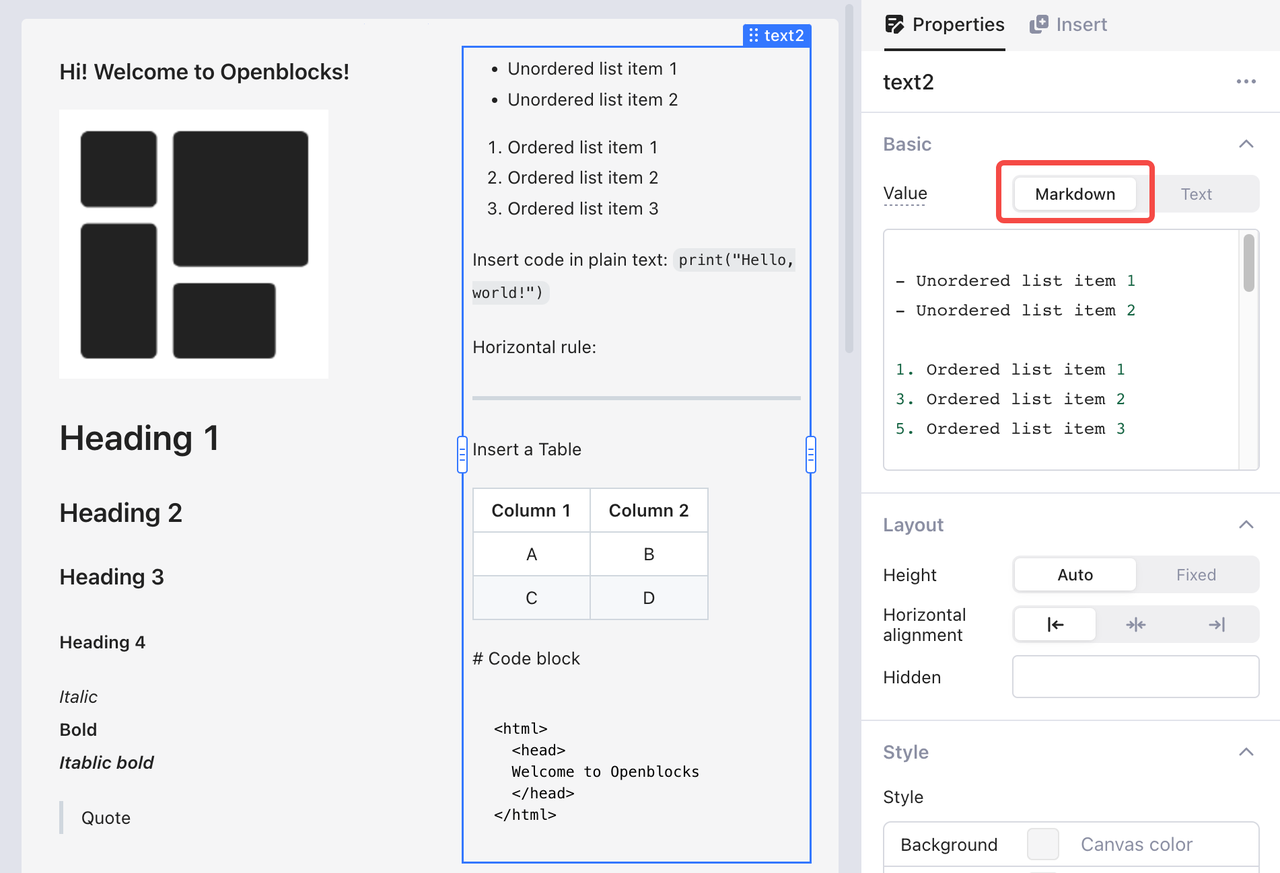 Hi! Welcome to Openblocks!
Heading 1
Heading 2
Heading 3
Heading 4
Italic
Bold
Itablic bold
Quote
text2
• Unordered list item 1
• Unordered list item 2
1. Ordered list item 1
2. Ordered list item 2
3. Ordered list item 3
Insert code in plain text: print("Hello,
world!")
Horizontal rule:
Insert a Table
Column 1 Column 2
A B
C D
# Code block
<html>
<head>
Welcome to Openblocks
</head>
</html>
Properties Insert
text2
Basic
Value Markdown Text
- Unordered list item 1
- Unordered list item 2
1. Ordered list item 1
3. Ordered list item 2
5. Ordered list item 3
Layout
Height Auto Fixed
Horizontal
alignment
Hidden
Style
Style
Background Canvas color